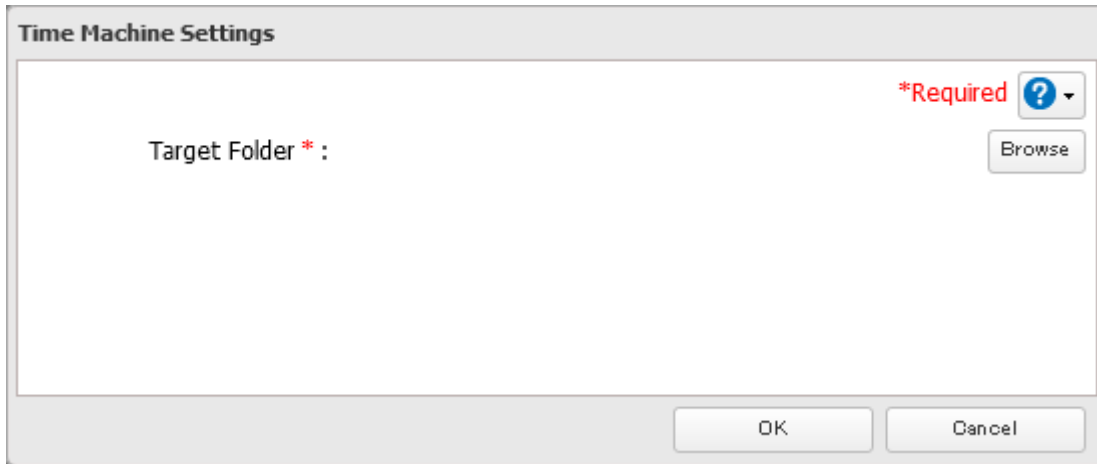 Time Machine Settings
*Required ?
Target Folder * :
Browse
OK
Cancel